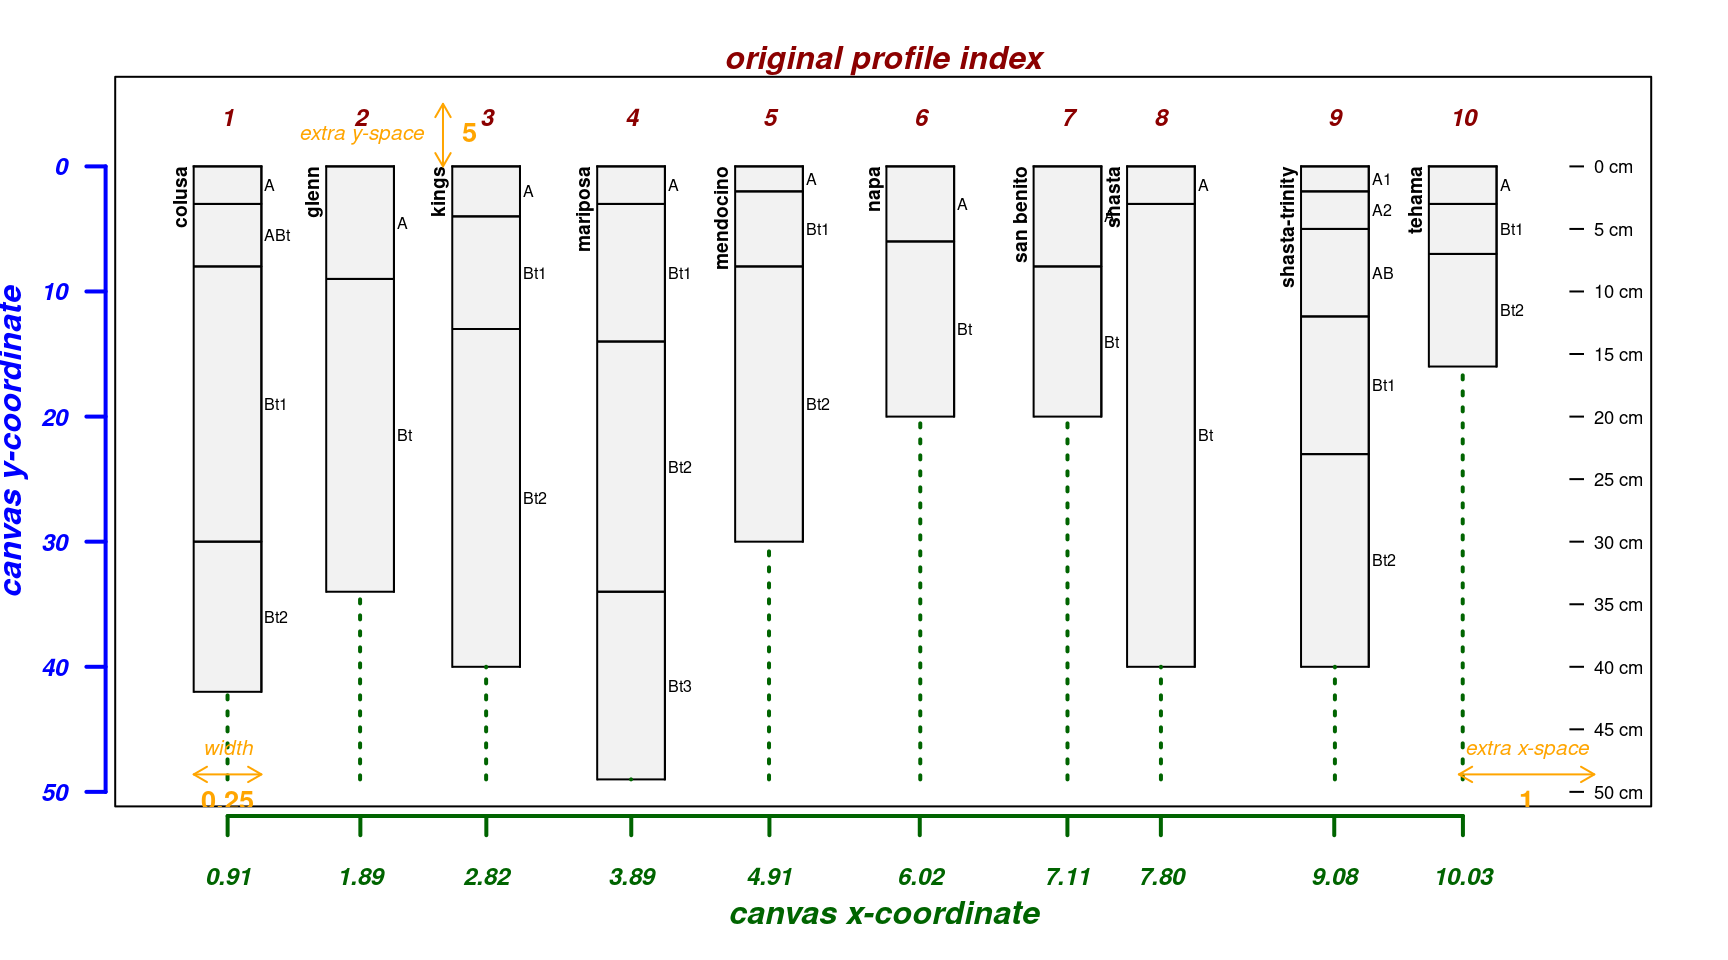 original profile index
1 2 3 4 5 6 7 8 9 10
extra y-space 5
canvas y-coordinate
0
10
20
30
40
50
colusa
A
ABt
Bt1
Bt2
glenn
A
Bt
kings
A
Bt1
Bt2
mariposa
A
Bt1
Bt2
Bt3
mendocino
A
Bt1
Bt2
napa
A
Bt
san benito
A
Bt
shasta
A
Bt
shasta-trinity
A1
A2
AB
Bt1
Bt2
tehama
A
Bt1
Bt2
0 cm
5 cm
10 cm
15 cm
20 cm
25 cm
30 cm
35 cm
40 cm
45 cm
50 cm
width
0.25
extra x-space
1
0.91 1.89 2.82 3.89 4.91 6.02 7.11 7.80 9.08 10.03
canvas x-coordinate